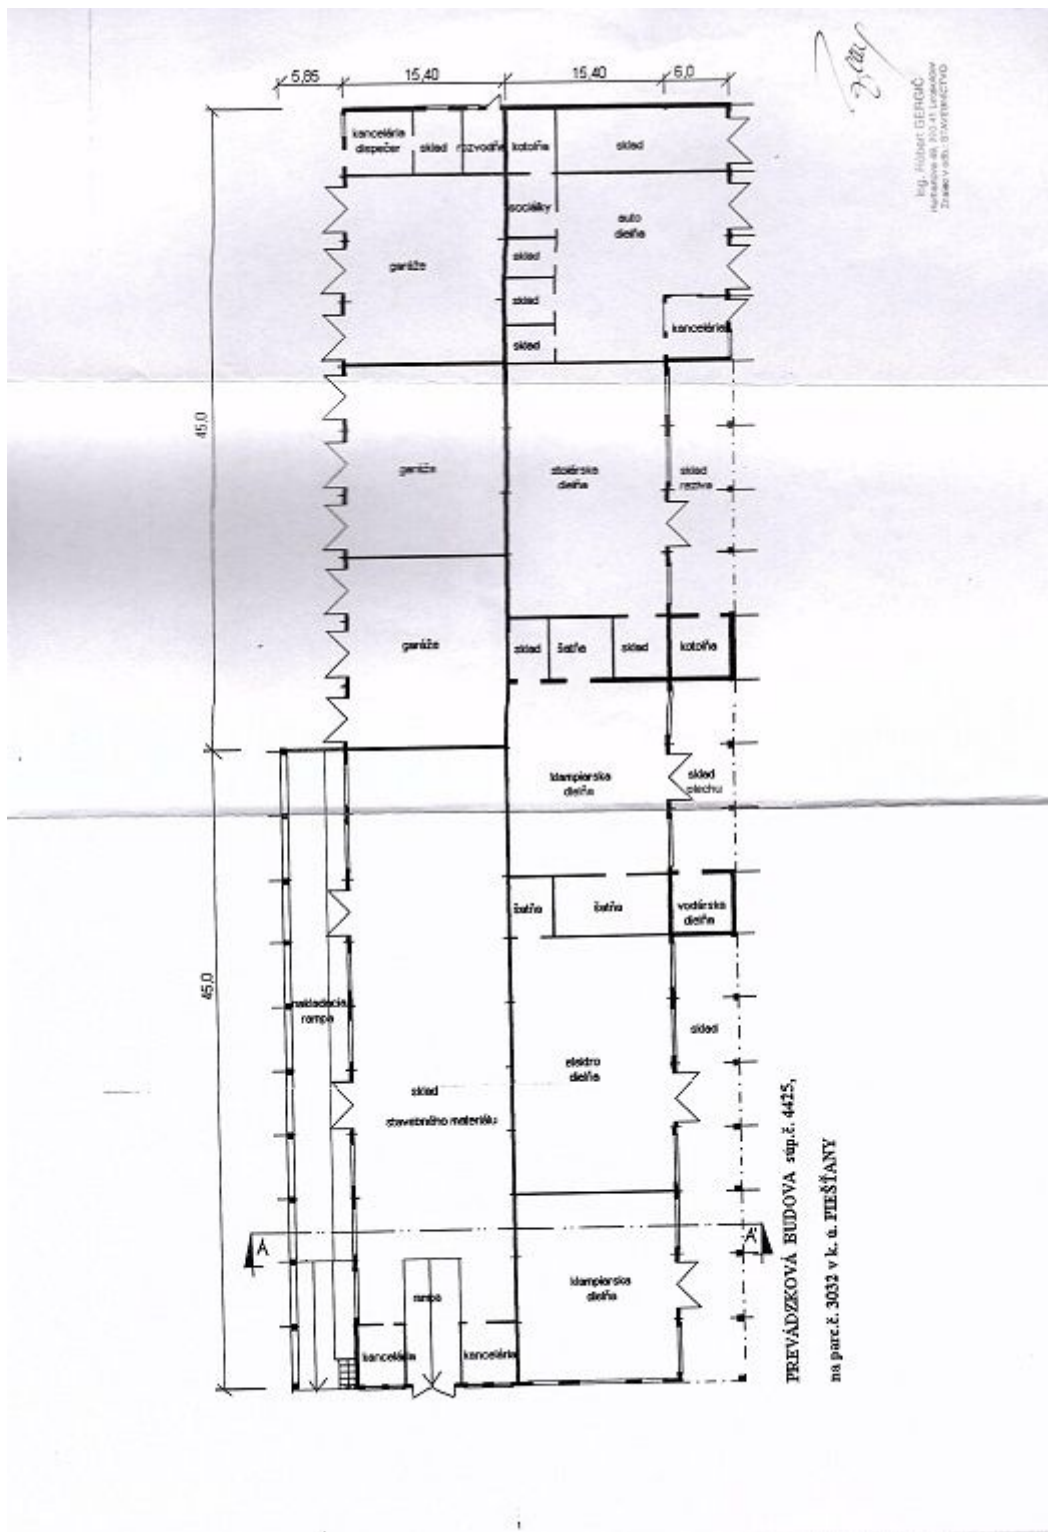 5,85
15,40
15,40
6,0
Ing. Róbert GERGIČ
kancelária
dispečer
sklad
rozvodňa
kotolňa
sklad
sociálky
auto
dielňa
sklad
garáže
sklad
kancelária
sklad
45,0
garáže
stolárska
dielňa
sklad
reziva
garáže
sklad
šatňa
sklad
kotolňa
klampiarska
dielňa
sklad
plechu
šatňa
šatňa
vodárska
dielňa
45,0
nakladacia
rampa
sklad
elektro
dielňa
sklad
stavebného materiálu
A
A
klampiarska
dielňa
rampa
kancelária
kancelária
PREVÁDZKOVÁ BUDOVA súp.č. 4425,
na parc.č. 3032 v k. ú. PIEŠŤANY
1